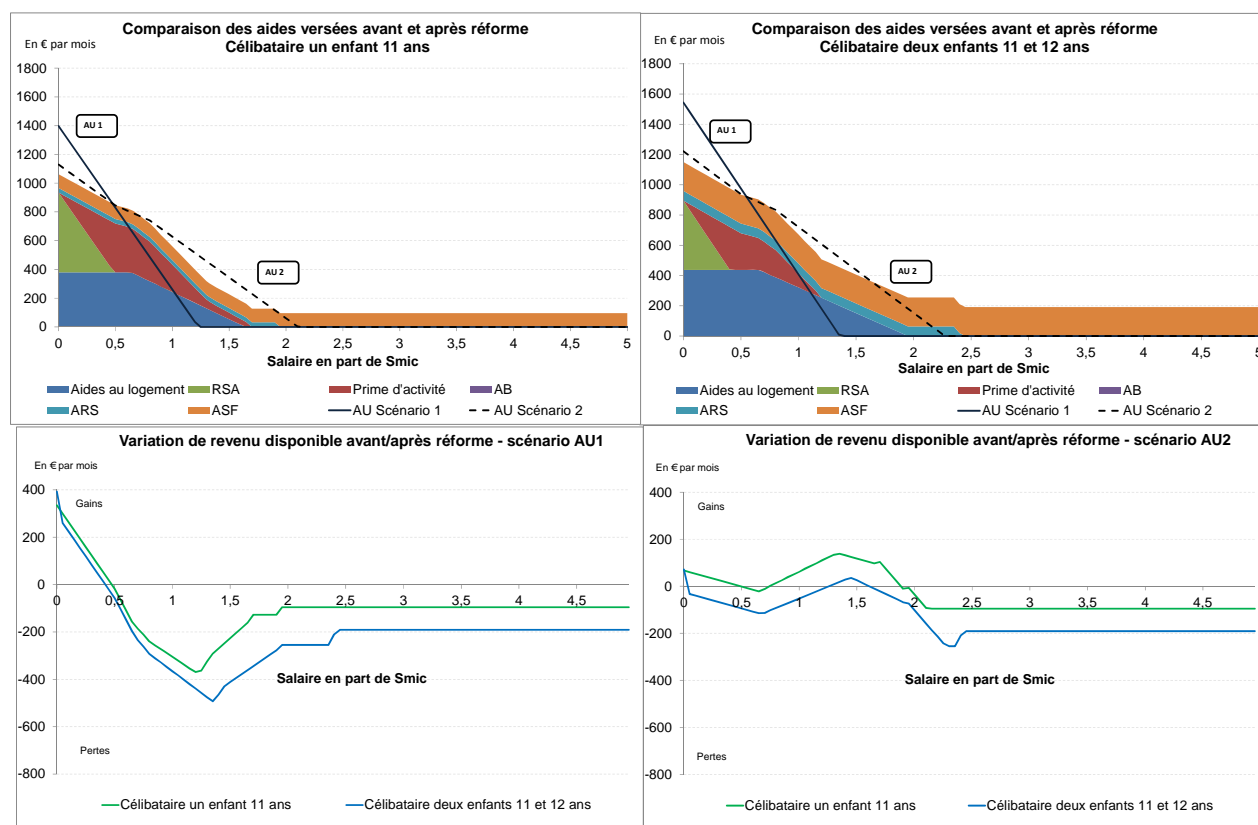 Comparaison des aides versées avant et après réforme
Célibataire un enfant 11 ans
En € par mois
1800
1600
1400
1200
1000
800
600
400
200
0
AU 1
AU 2
0 0,5 1 1,5 2 2,5 3 3,5 4 4,5 5
Salaire en part de Smic
Aides au logement RSA Prime d'activité AB
ARS ASF AU Scénario 1 AU Scénario 2
Comparaison des aides versées avant et après réforme
Célibataire deux enfants 11 et 12 ans
En € par mois
1800
1600
1400
1200
1000
800
600
400
200
0
AU 1
AU 2
0 0,5 1 1,5 2 2,5 3 3,5 4 4,5 5
Salaire en part de Smic
Aides au logement RSA Prime d'activité AB
ARS ASF AU Scénario 1 AU Scénario 2
Variation de revenu disponible avant/après réforme - scénario AU1
En € par mois
400
200
0
-200
-400
-600
-800
Gains
0 0,5 1 1,5 2 2,5 3 3,5 4 4,5
Salaire en part de Smic
Pertes
Célibataire un enfant 11 ans Célibataire deux enfants 11 et 12 ans
Variation de revenu disponible avant/après réforme - scénario AU2
En € par mois
400
200
0
-200
-400
-600
-800
Gains
0 0,5 1 1,5 2 2,5 3 3,5 4 4,5
Salaire en part de Smic
Pertes
Célibataire un enfant 11 ans Célibataire deux enfants 11 et 12 ans